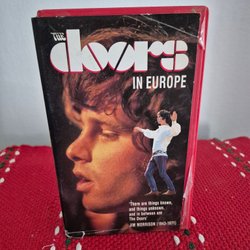 THE
doors
IN EUROPE
'There are things known,
and things unknown,
and in between are
The Doors'
JIM MORRISON (1943-1971)